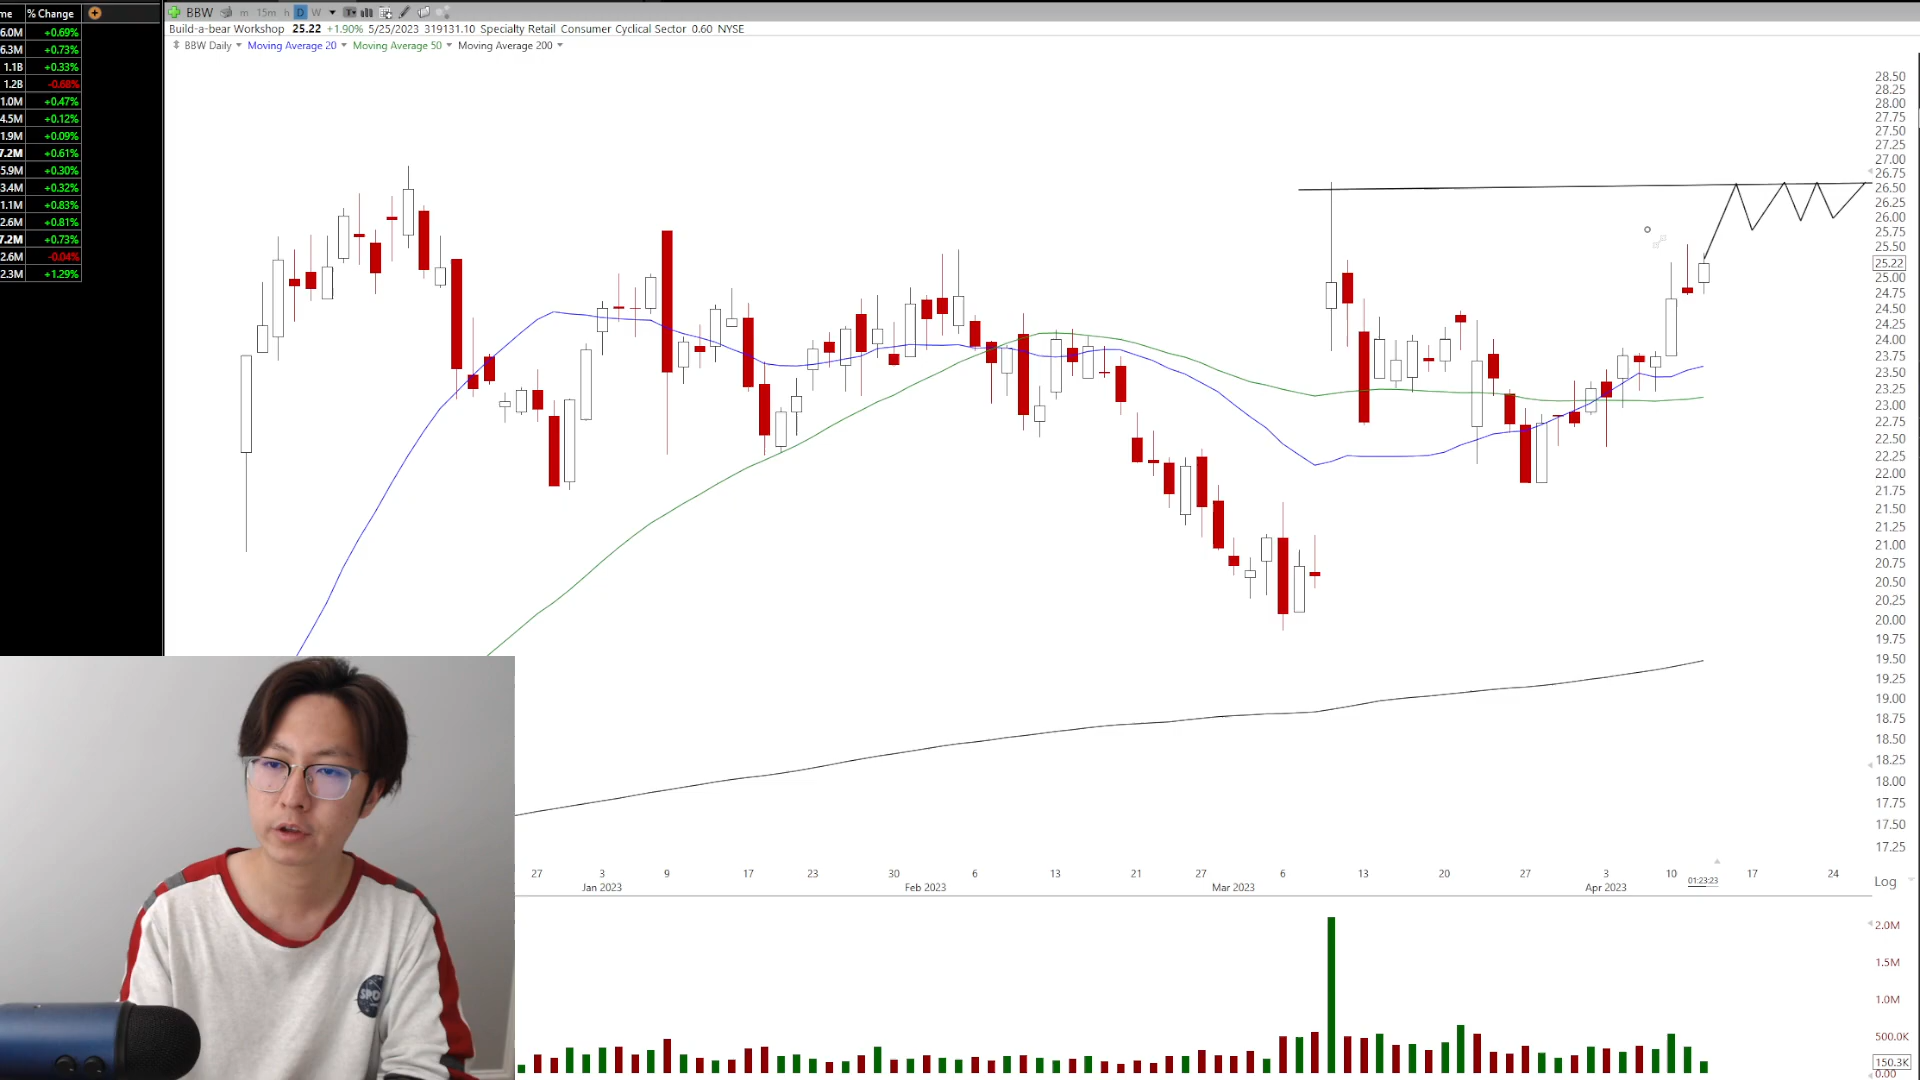 me % Change
BBW m 15m h D W
Build-a-bear Workshop 25.22 +1.90% 5/25/2023 319131.10 Specialty Retail Consumer Cyclical Sector 0.60 NYSE
BBW Daily Moving Average 20 Moving Average 50 Moving Average 200
6.0M +0.69%
6.3M +0.73%
1.1B +0.33%
1.2B -0.68%
1.0M +0.47%
4.5M +0.12%
1.9M +0.09%
7.2M +0.61%
5.9M +0.30%
3.4M +0.32%
1.1M +0.83%
2.6M +0.81%
7.2M +0.73%
2.6M -0.04%
2.3M +1.29%
28.50
28.25
28.00
27.75
27.50
27.25
27.00
26.75
26.50
26.25
26.00
25.75
25.50
25.22
25.00
24.75
24.50
24.25
24.00
23.75
23.50
23.25
23.00
22.75
22.50
22.25
22.00
21.75
21.50
21.25
21.00
20.75
20.50
20.25
20.00
19.75
19.50
19.25
19.00
18.75
18.50
18.25
18.00
17.75
17.50
17.25
27 3 9 17 23 30 6 13 21 27 6 13 20 27 3 10 01:23:23 17 24
Jan 2023 Feb 2023 Mar 2023 Apr 2023
Log
2.0M
1.5M
1.0M
500.0K
150.3K
0.00
SPO